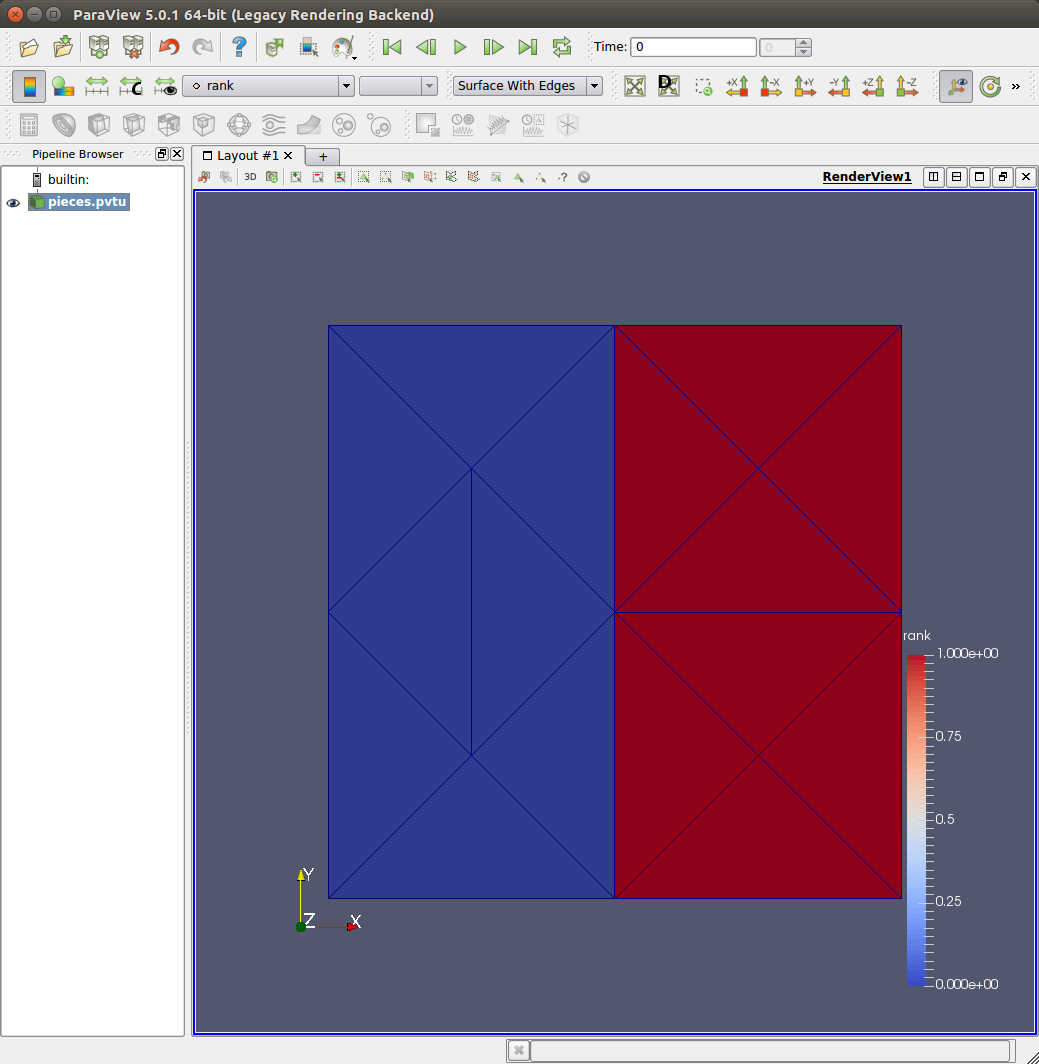 ParaView 5.0.1 64-bit (Legacy Rendering Backend)
Time: 0 0
rank Surface With Edges »
Pipeline Browser Layout #1 +
3D RenderView1
builtin:
pieces.pvtu
rank
1.000e+00
0.75
0.5
0.25
0.000e+00
Y
Z X